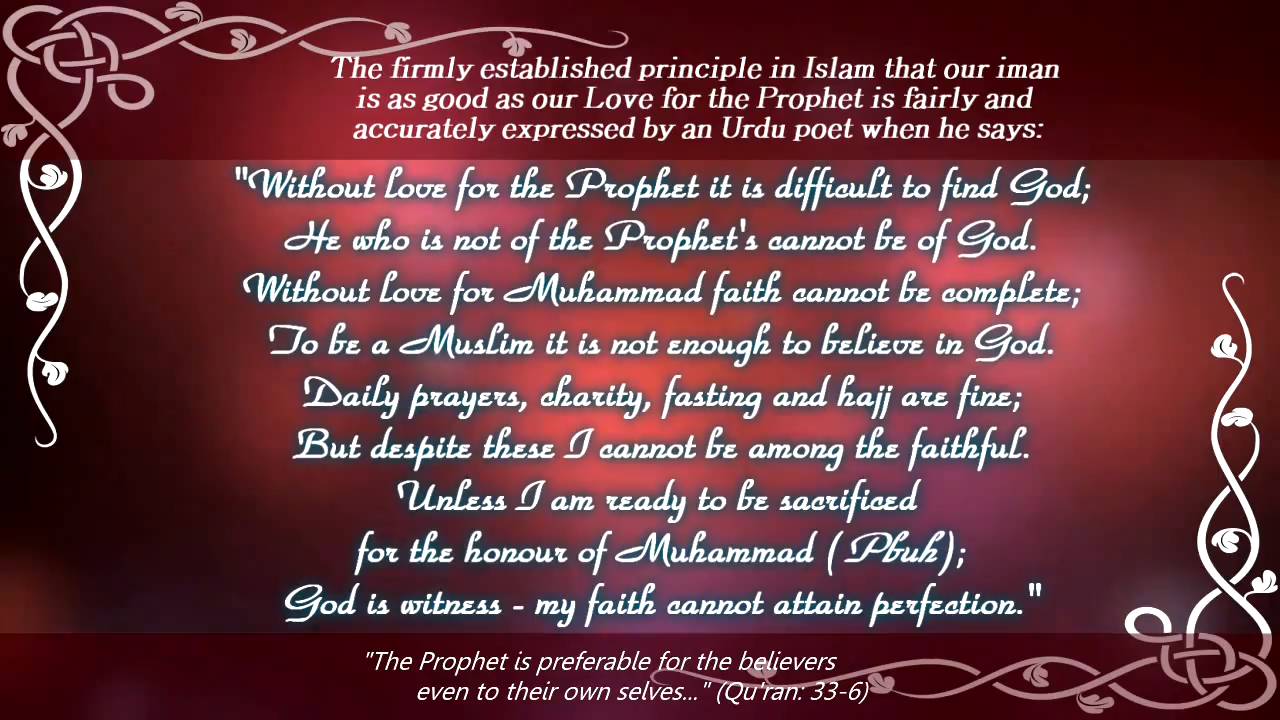 The firmly established principle in Islam that our iman
is as good as our Love for the Prophet is fairly and
accurately expressed by an Urdu poet when he says:
"Without love for the Prophet it is difficult to find God;
He who is not of the Prophet's cannot be of God.
Without love for Muhammad faith cannot be complete;
To be a Muslim it is not enough to believe in God.
Daily prayers, charity, fasting and hajj are fine;
But despite these I cannot be among the faithful.
Unless I am ready to be sacrificed
for the honour of Muhammad (Pbuh);
God is witness - my faith cannot attain perfection."
"The Prophet is preferable for the believers
even to their own selves..." (Qu'ran: 33-6)